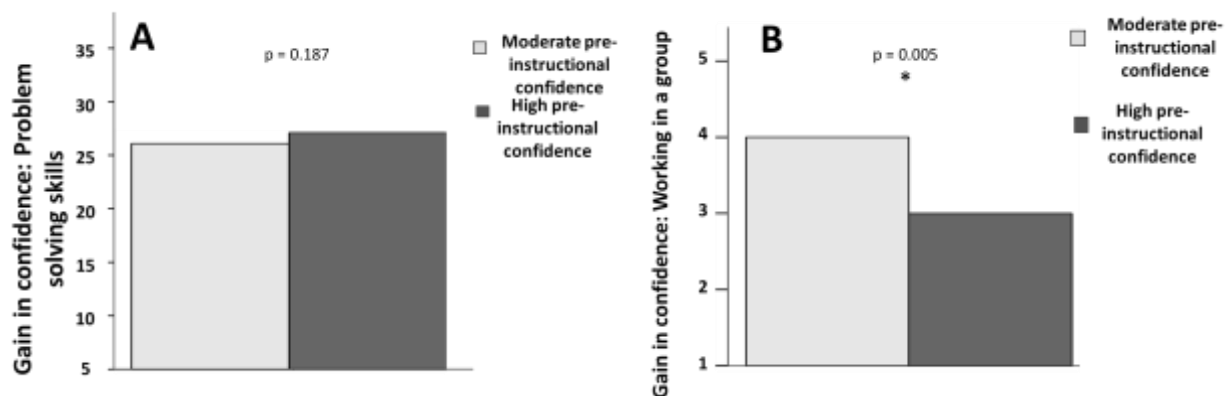 A
p = 0.187
35
30
25
20
15
10
5
Gain in confidence: Problem
solving skills
Moderate pre-
instructional
confidence
High pre-
instructional
confidence
B
p = 0.005
*
5
4
3
2
1
Gain in confidence: Working in a group
Moderate pre-
instructional
confidence
High pre-
instructional
confidence